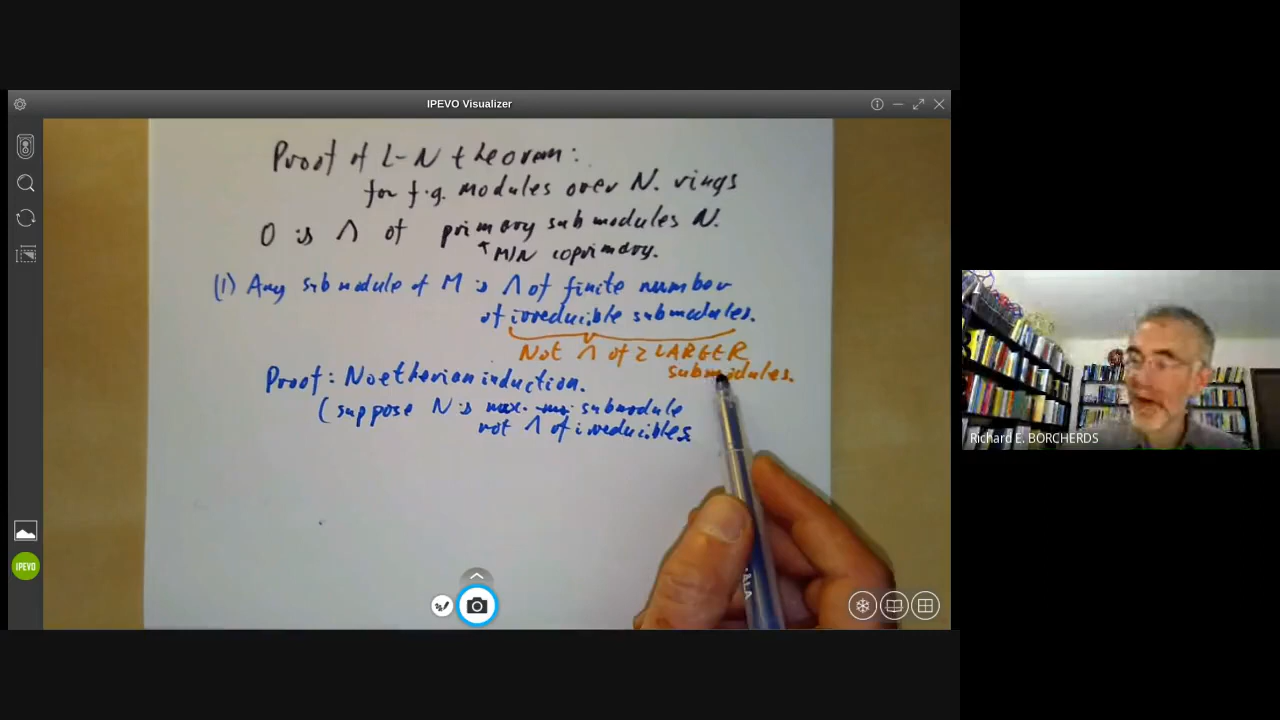 IPEVO Visualizer
Proof of L-N theorem:
for f.g. modules over N. rings
0 is ∩ of primary submodules N.
↑ M/N coprimary.
(1) Any submodule of M is ∩ of finite number
of irreducible submodules.
Not ∩ of 2 LARGER
submodules.
Proof: Noetherian induction.
(suppose N is max. submodule
not ∩ of irreducibles
Richard E. BORCHERDS
IPEVO